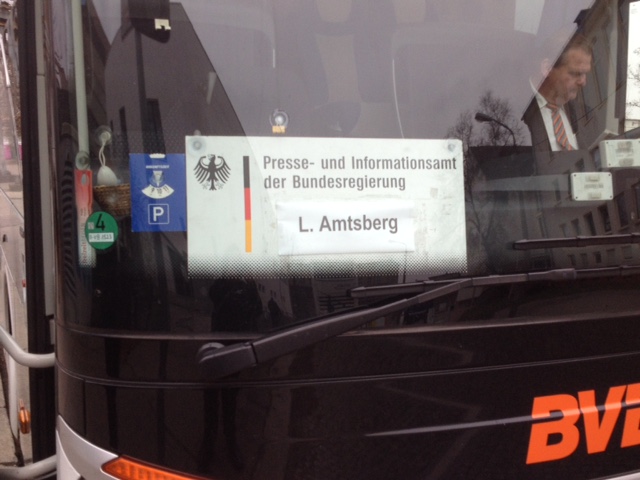 Presse- und Informationsamt
der Bundesregierung
L. Amtsberg
P
4
BVB